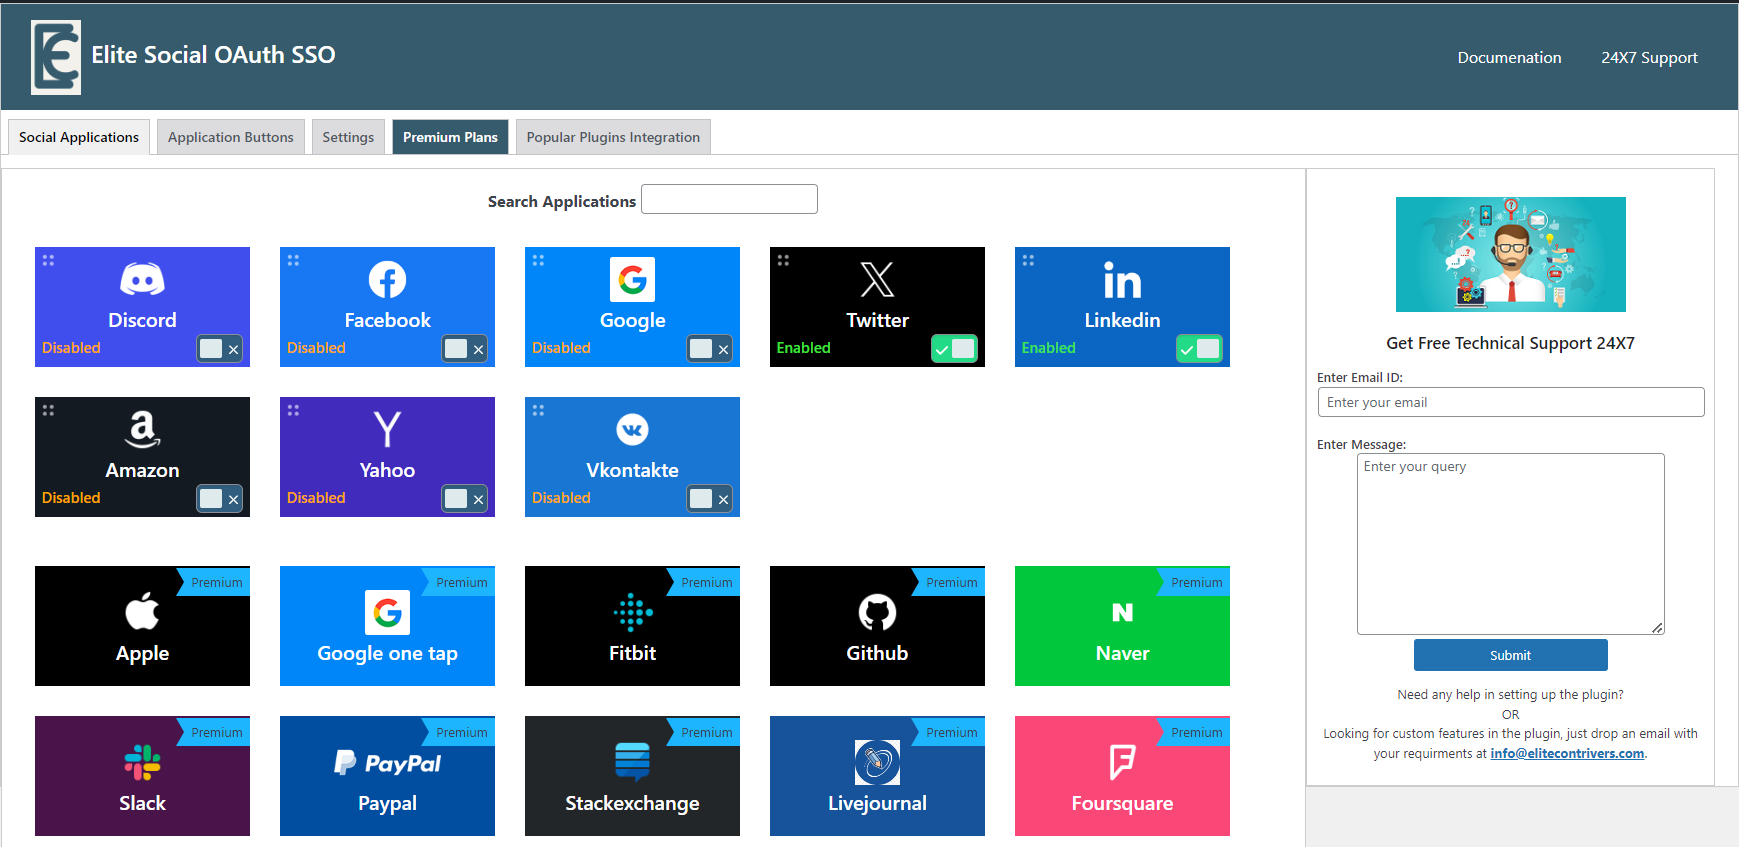 Elite Social OAuth SSO
Documenation
24X7 Support
Social Applications
Application Buttons
Settings
Premium Plans
Popular Plugins Integration
Search Applications
Discord
Disabled
Facebook
Disabled
Google
Disabled
Twitter
Enabled
Linkedin
Enabled
Amazon
Disabled
Yahoo
Disabled
Vkontakte
Disabled
Premium
Apple
Premium
Google one tap
Premium
Fitbit
Premium
Github
Premium
Naver
Premium
Slack
Premium
PayPal
Paypal
Premium
Stackexchange
Premium
Livejournal
Premium
Foursquare
Get Free Technical Support 24X7
Enter Email ID:
Enter your email
Enter Message:
Enter your query
Submit
Need any help in setting up the plugin?
OR
Looking for custom features in the plugin, just drop an email with
your requirments at info@elitecontrivers.com.